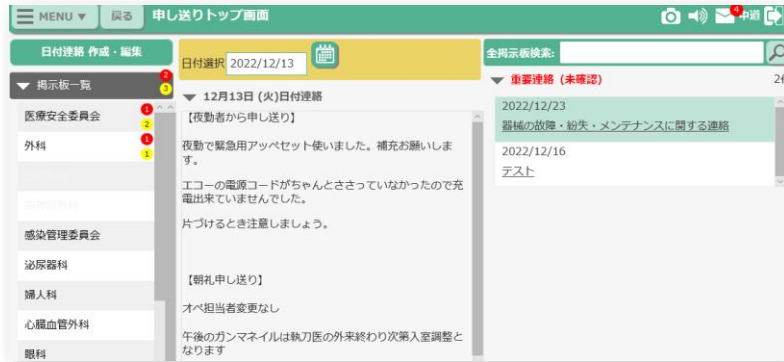 MENU ▼
戻る
申し送りトップ画面
4
中道
日付連絡 作成・編集
掲示板一覧
2
3
医療安全委員会
1
2
外科
1
1
感染管理委員会
泌尿器科
婦人科
心臓血管外科
眼科
日付選択 2022/12/13
12月13日 (火)日付連絡
【夜勤者から申し送り】
夜勤で緊急用アッペセット使いました。補充お願いしま
す。
エコーの電源コードがちゃんとささっていなかったので充
電出来ていませんでした。
片づけるとき注意しましょう。
【朝礼申し送り】
オペ担当者変更なし
午後のガンマネイルは執刀医の外来終わり次第入室調整と
なります
全掲示板検索:
重要連絡 (未確認)
2022/12/23
器械の故障・紛失・メンテナンスに関する連絡
2022/12/16
テスト